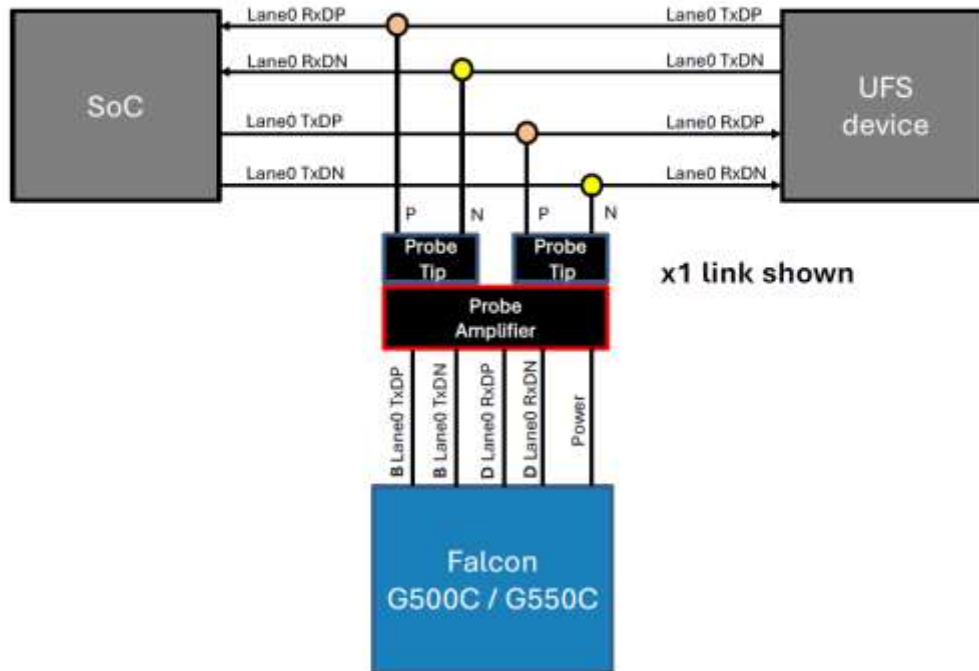 Lane0 RxDP
Lane0 TxDP
Lane0 RxDN
Lane0 TxDN
SoC
UFS
device
Lane0 TxDP
Lane0 RxDP
Lane0 TxDN
Lane0 RxDN
P
N
P
N
Probe
Tip
Probe
Tip
x1 link shown
Probe
Amplifier
B Lane0 TxDP
B Lane0 TxDN
D Lane0 RxDP
D Lane0 RxDN
Power
Falcon
G500C / G550C